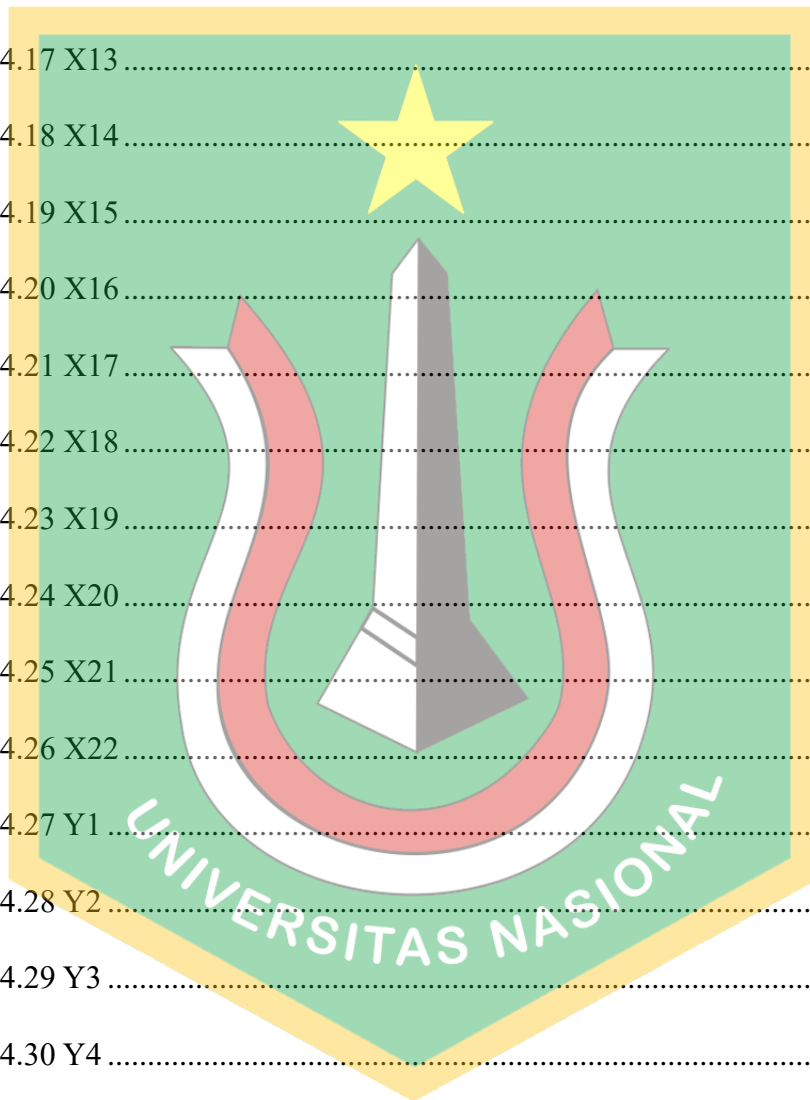 4.17 X13 ........................................................................................
4.18 X14 ........................................................................................
4.19 X15 ........................................................................................
4.20 X16 ........................................................................................
4.21 X17 ........................................................................................
4.22 X18 ........................................................................................
4.23 X19 ........................................................................................
4.24 X20 ........................................................................................
4.25 X21 ........................................................................................
4.26 X22 ........................................................................................
4.27 Y1 ..........................................................................................
4.28 Y2 ..........................................................................................
4.29 Y3 ..........................................................................................
4.30 Y4 ..........................................................................................
UNIVERSITAS NASIONAL